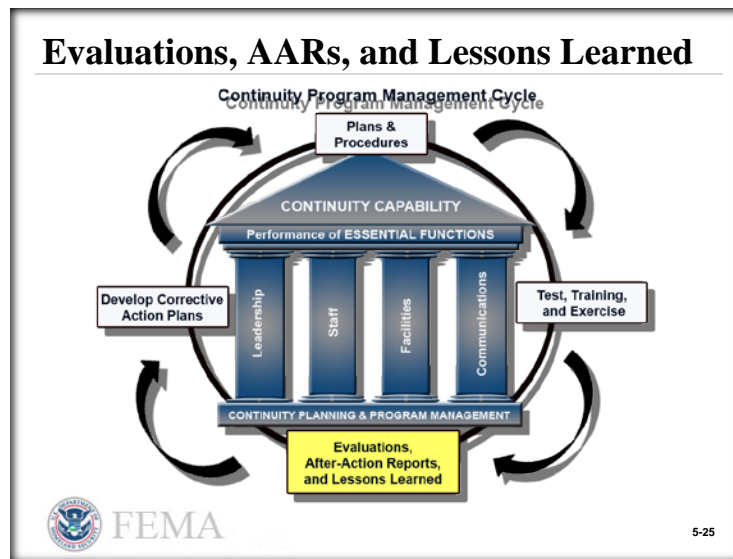 Evaluations, AARs, and Lessons Learned
Continuity Program Management Cycle
Plans &
Procedures
CONTINUITY CAPABILITY
Performance of ESSENTIAL FUNCTIONS
Develop Corrective
Action Plans
Leadership
Staff
Facilities
Communications
Test, Training,
and Exercise
CONTINUITY PLANNING & PROGRAM MANAGEMENT
Evaluations,
After-Action Reports,
and Lessons Learned
FEMA
5-25